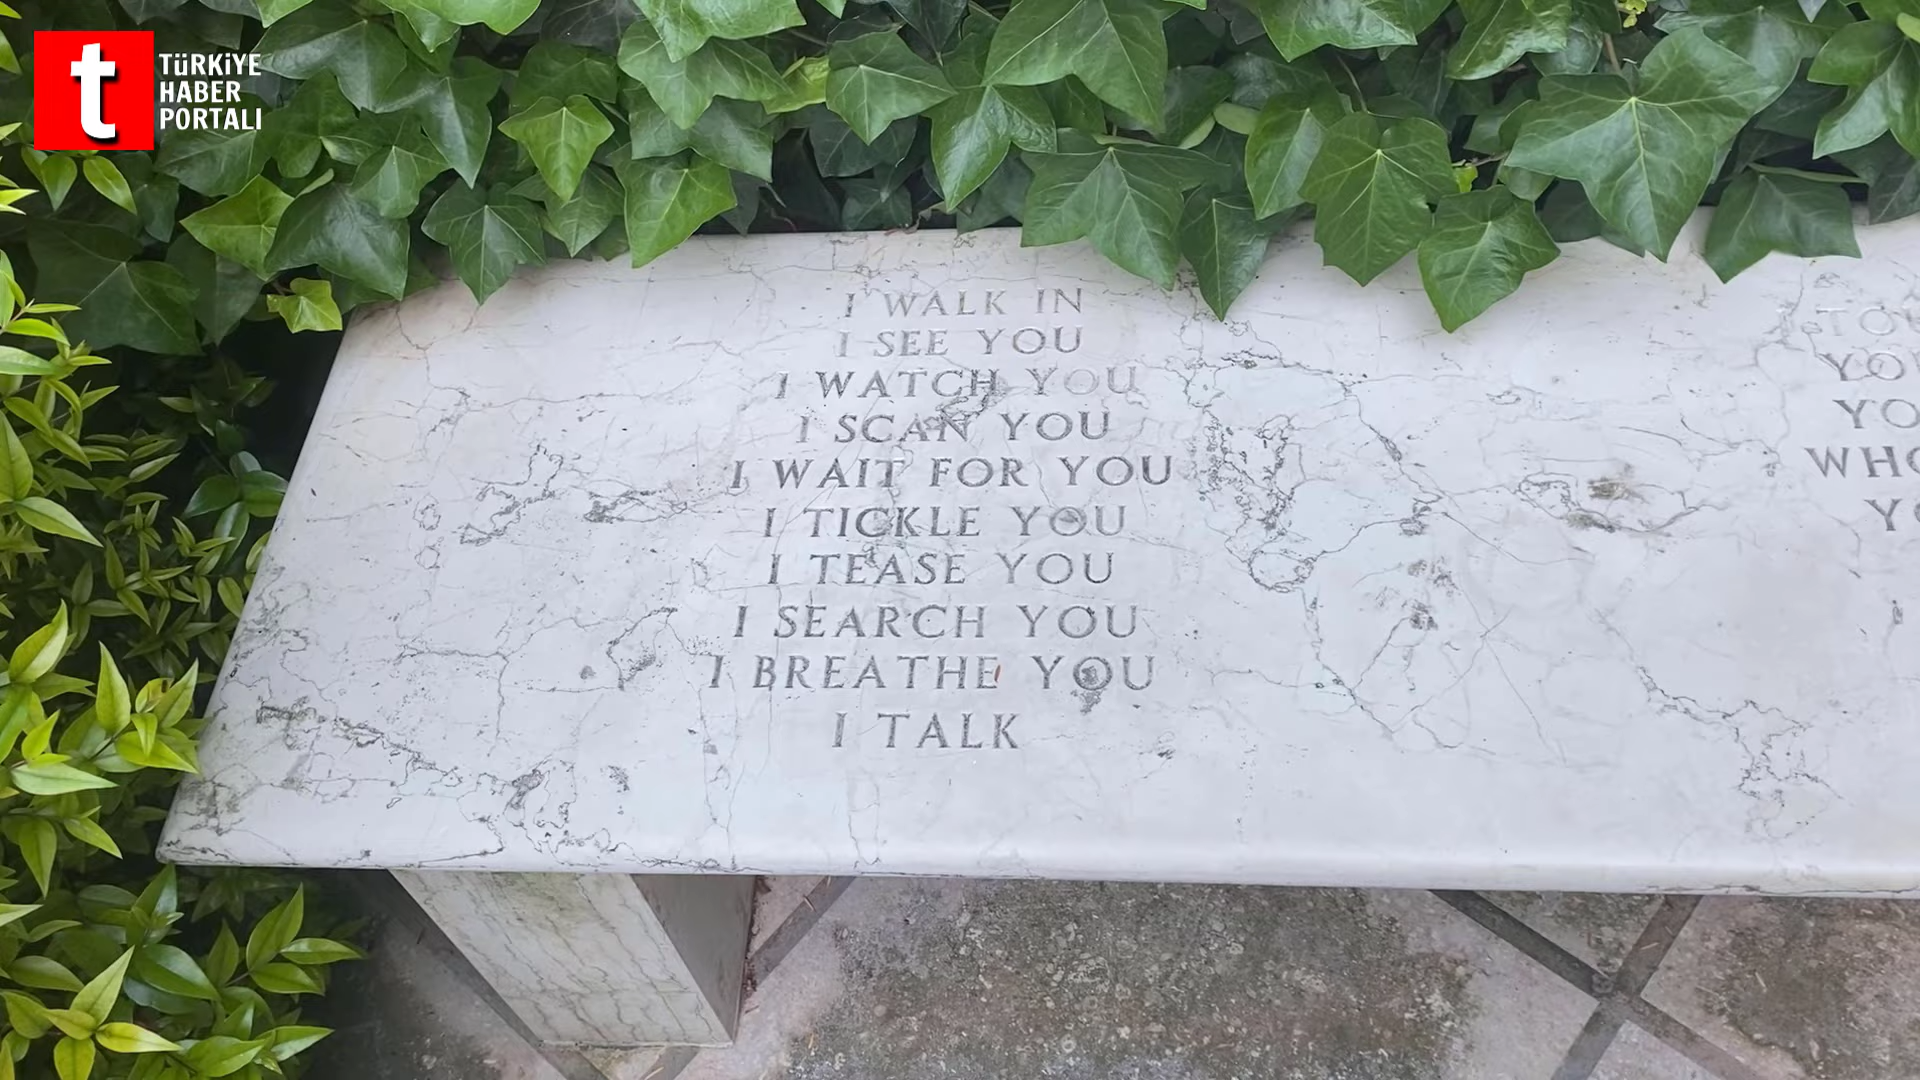 TÜRKİYE
HABER
PORTALI
I WALK IN
I SEE YOU
I WATCH YOU
I SCAN YOU
I WAIT FOR YOU
I TICKLE YOU
I TEASE YOU
I SEARCH YOU
I BREATHE YOU
I TALK